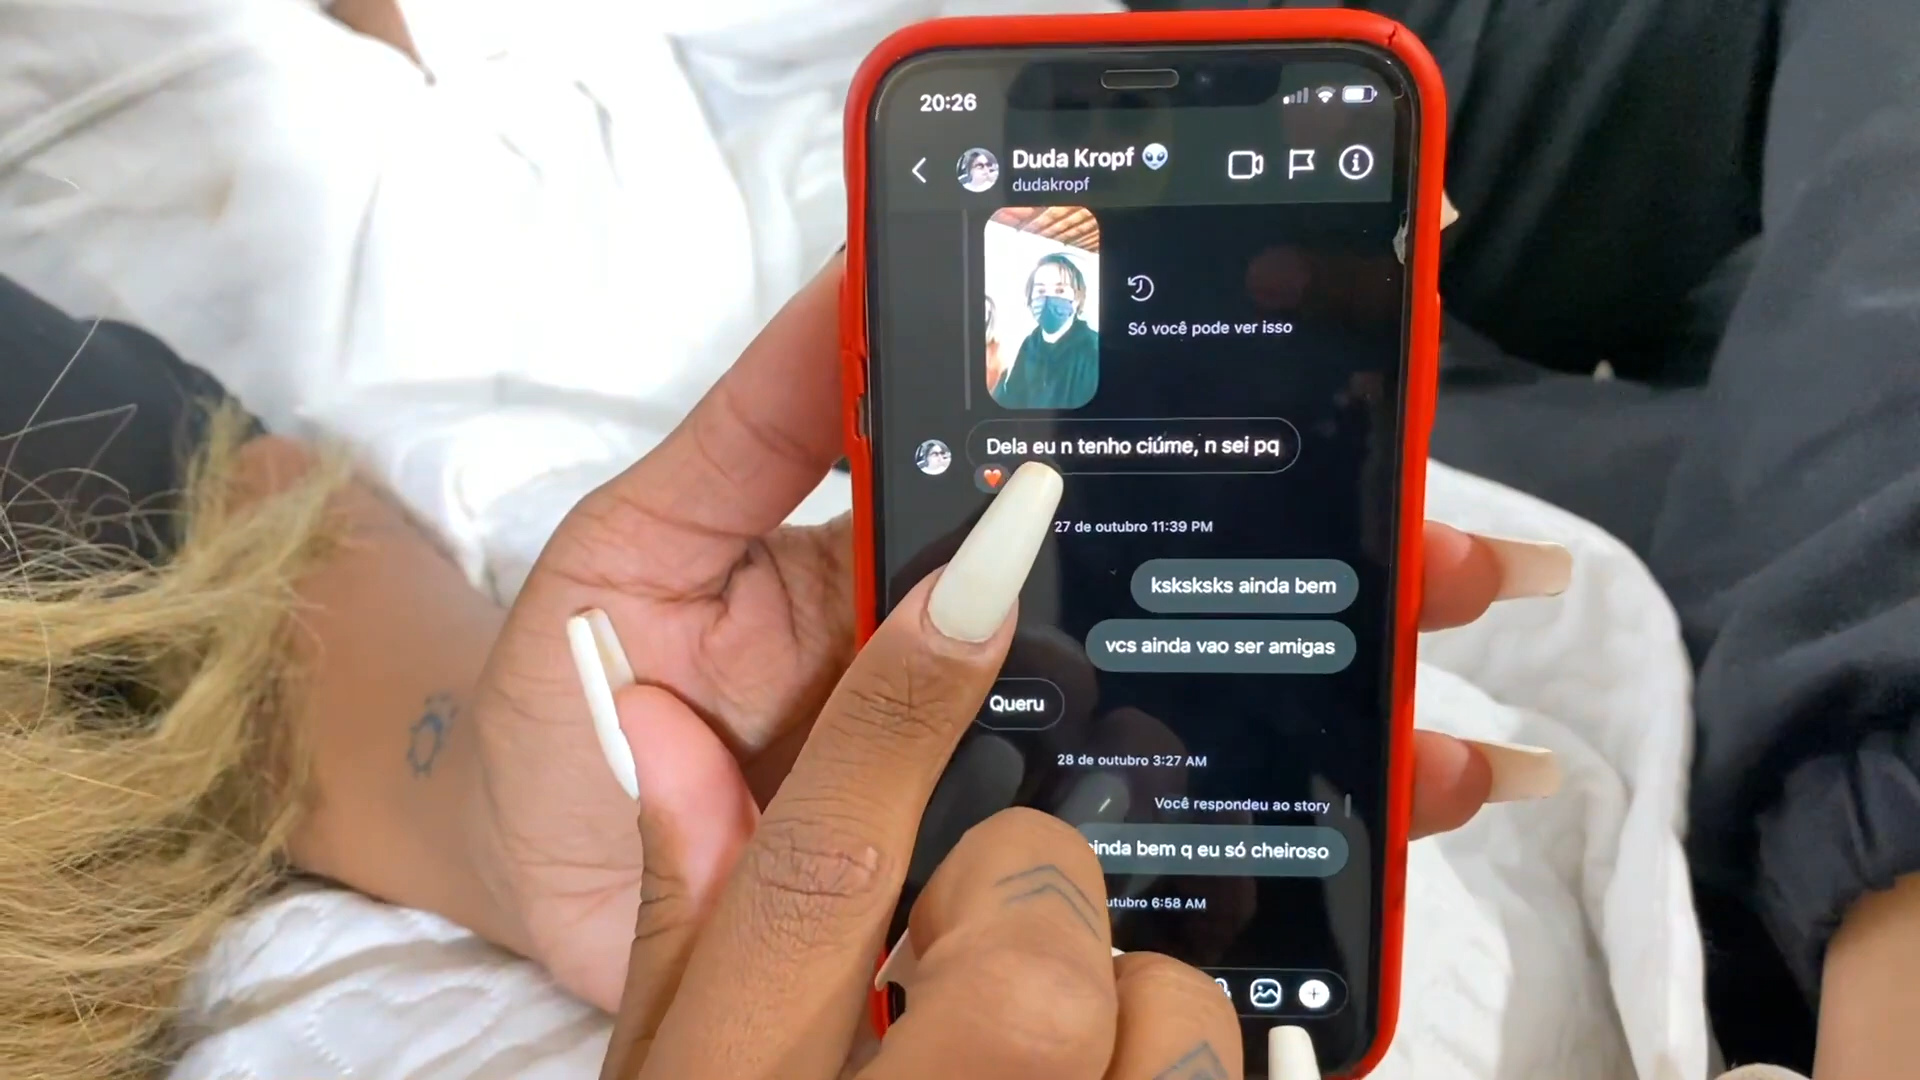 20:26
Duda Kropf 👽
dudakropf
Só você pode ver isso
Dela eu n tenho ciúme, n sei pq
27 de outubro 11:39 PM
ksksksks ainda bem
vcs ainda vao ser amigas
Queru
28 de outubro 3:27 AM
Você respondeu ao story
bem q eu só cheiroso
6:58 AM